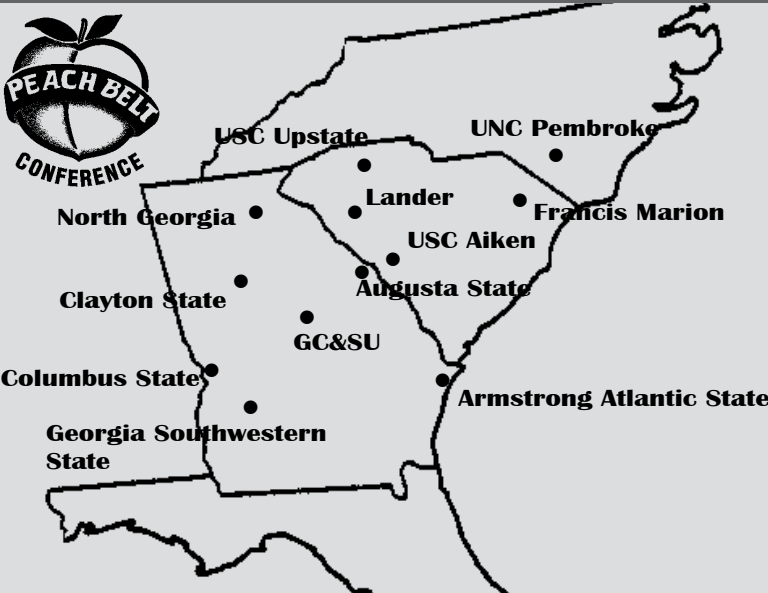 PEACH BELT
CONFERENCE
USC Upstate
UNC Pembroke
Lander
North Georgia
Francis Marion
USC Aiken
Clayton State
Augusta State
GC&SU
Columbus State
Armstrong Atlantic State
Georgia Southwestern
State